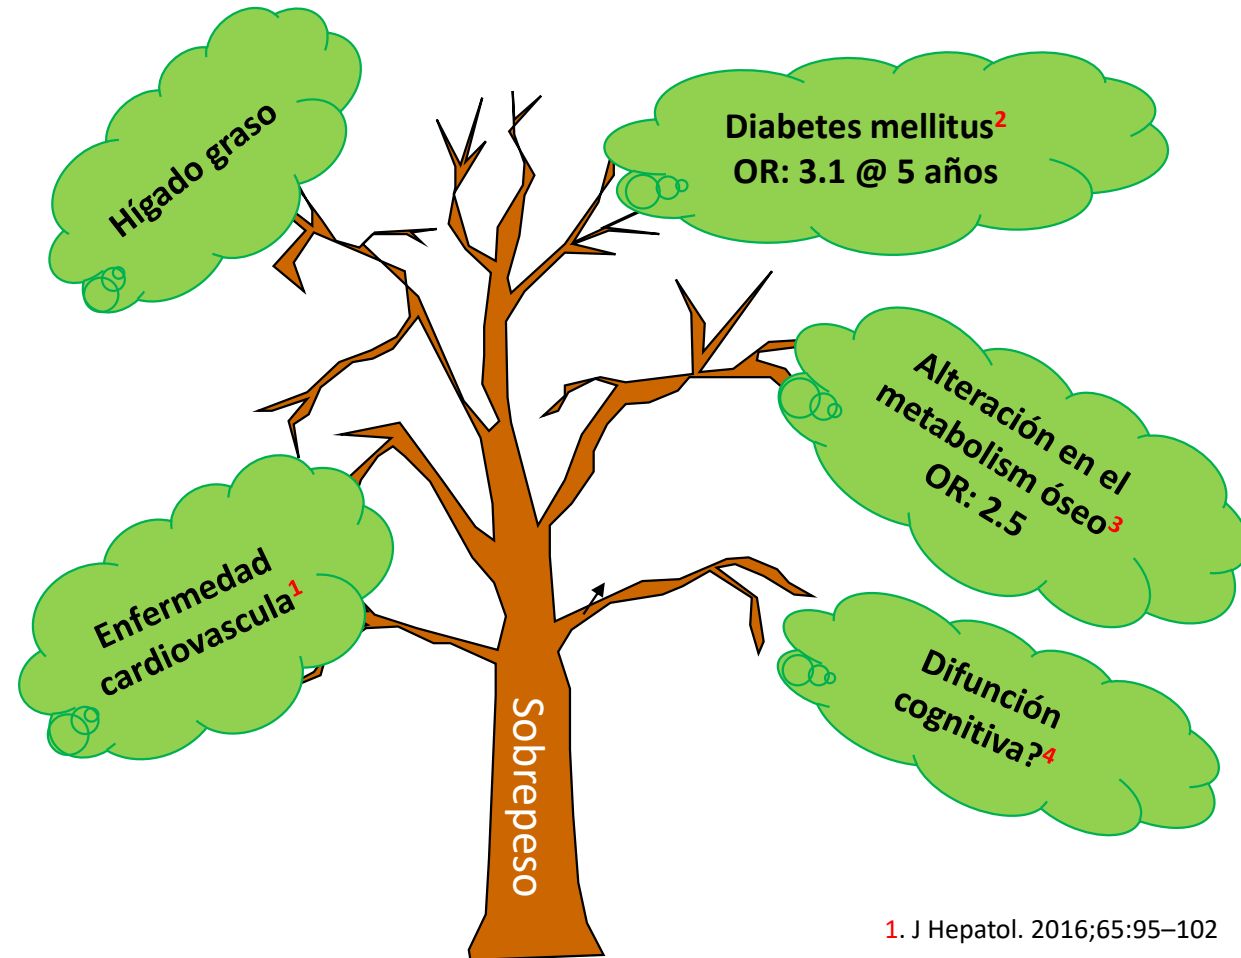 Hígado graso
Diabetes mellitus2
OR: 3.1 @ 5 años
Alteración en el
metabolism óseo3
OR: 2.5
Enfermedad
cardiovascula1
Difunción
cognitiva?4
Sobrepeso
1. J Hepatol. 2016;65:95–102